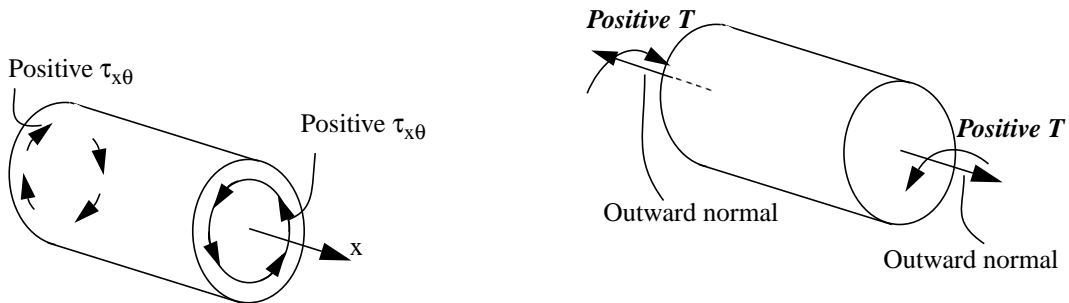 Positive τxθ
Positive τxθ
x
Positive T
Positive T
Outward normal
Outward normal